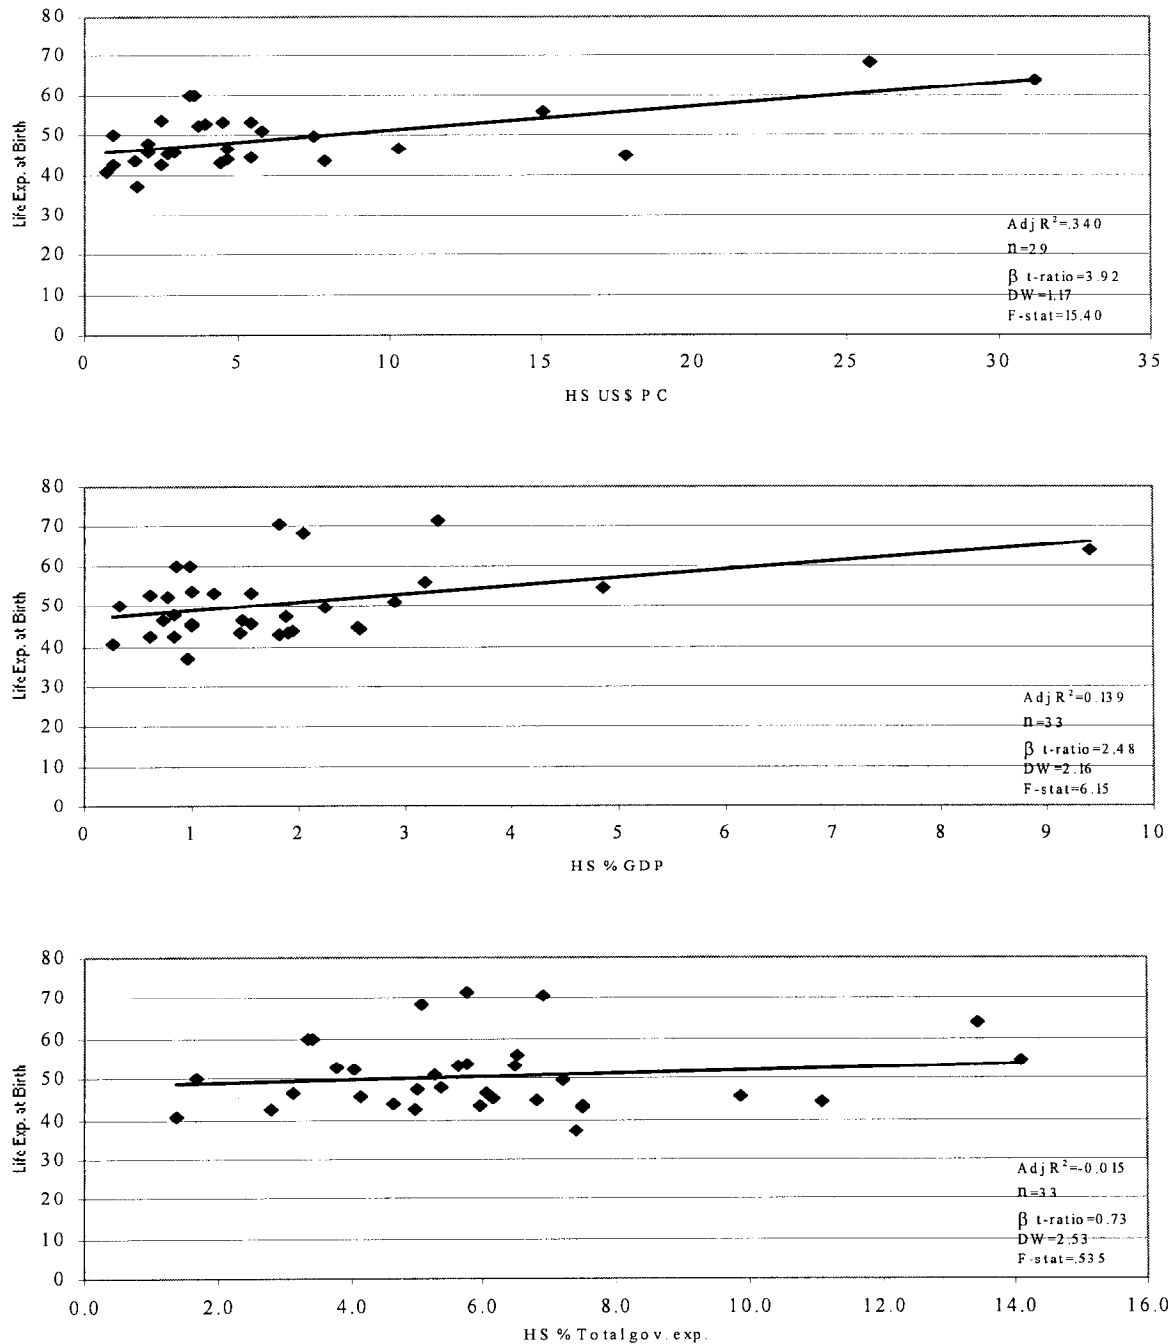 80
70
60
50
40
30
20
10
0
Life Exp. at Birth
Adj R²=.340
n=29
β t-ratio=3.92
DW=1.17
F-stat=15.40
0 5 10 15 20 25 30 35
HS US$ PC
80
70
60
50
40
30
20
10
0
Life Exp. at Birth
Adj R²=0.139
n=33
β t-ratio=2.48
DW=2.16
F-stat=6.15
0 1 2 3 4 5 6 7 8 9 10
HS % GDP
80
70
60
50
40
30
20
10
0
Life Exp. at Birth
Adj R²=-0.015
n=33
β t-ratio=0.73
DW=2.53
F-stat=.535
0.0 2.0 4.0 6.0 8.0 10.0 12.0 14.0 16.0
HS % Total gov. exp.